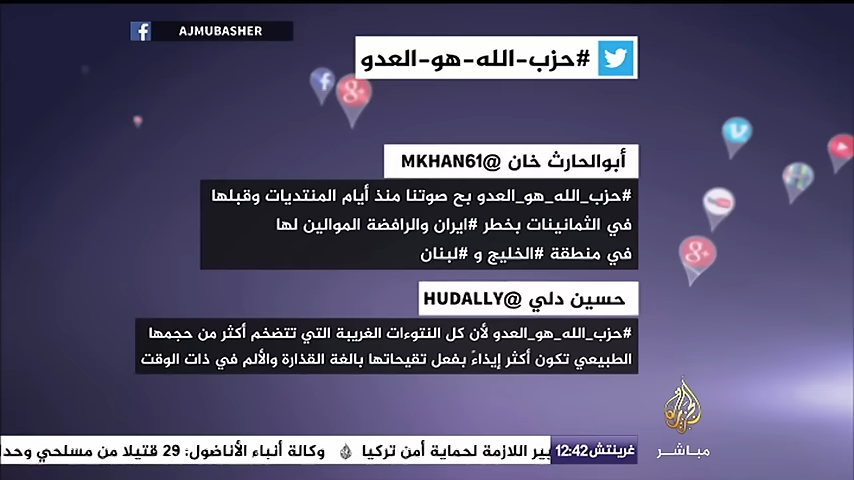 AJMUBASHER
#حزب-الله-هو-العدو
أبوالحارث خان @MKHAN61
#حزب_الله_هو_العدو بح صوتنا منذ أيام المنتديات وقبلها
في الثمانينات بخطر #ايران والرافضة الموالين لها
في منطقة #الخليج و #لبنان
حسين دلي @HUDALLY
#حزب_الله_هو_العدو لأن كل النتوءات الغريبة التي تتضخم أكثر من حجمها
الطبيعي تكون أكثر إيذاءً بفعل تقيحاتها بالغة القذارة والألم في ذات الوقت
الجزيرة
مباشر
غرينتش 12:42 بير اللازمة لحماية أمن تركيا وكالة أنباء الأناضول: 29 قتيلا من مسلحي وحدا